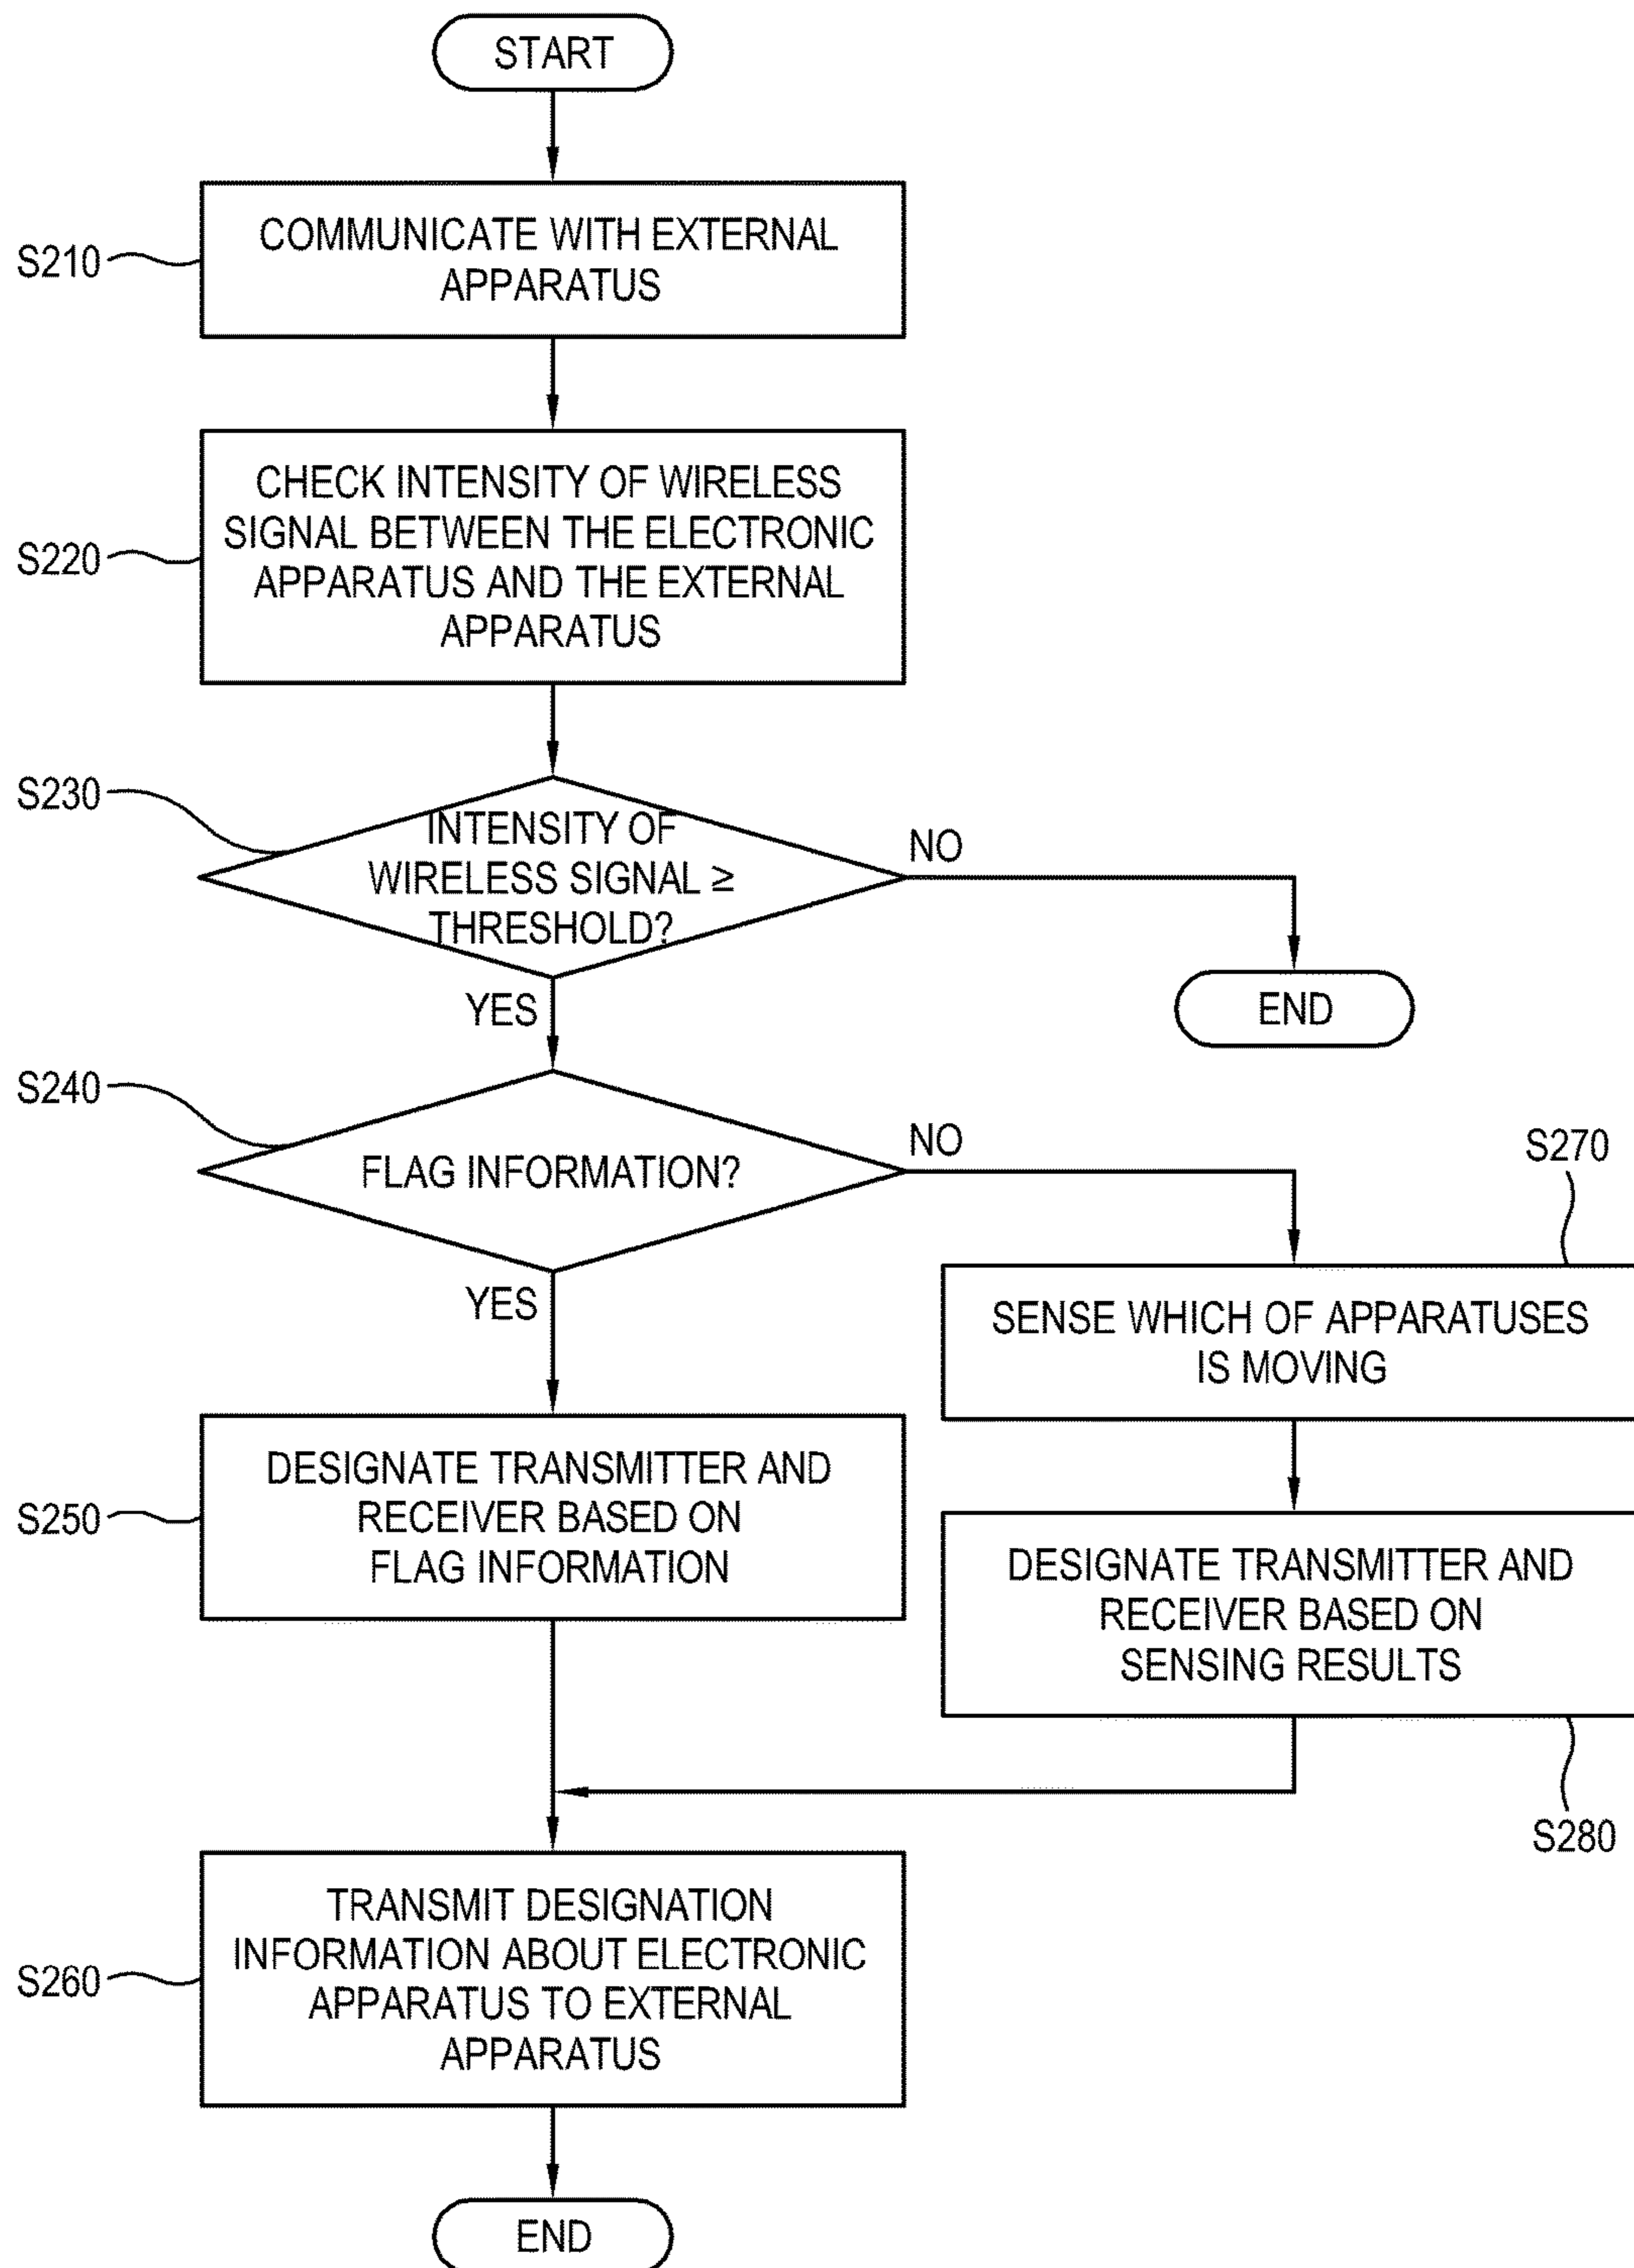 START
S210
COMMUNICATE WITH EXTERNAL
APPARATUS
S220
CHECK INTENSITY OF WIRELESS
SIGNAL BETWEEN THE ELECTRONIC
APPARATUS AND THE EXTERNAL
APPARATUS
S230
INTENSITY OF
WIRELESS SIGNAL ≥
THRESHOLD?
NO
END
YES
S240
FLAG INFORMATION?
NO
YES
S270
SENSE WHICH OF APPARATUSES
IS MOVING
S250
DESIGNATE TRANSMITTER AND
RECEIVER BASED ON
FLAG INFORMATION
DESIGNATE TRANSMITTER AND
RECEIVER BASED ON
SENSING RESULTS
S280
S260
TRANSMIT DESIGNATION
INFORMATION ABOUT ELECTRONIC
APPARATUS TO EXTERNAL
APPARATUS
END